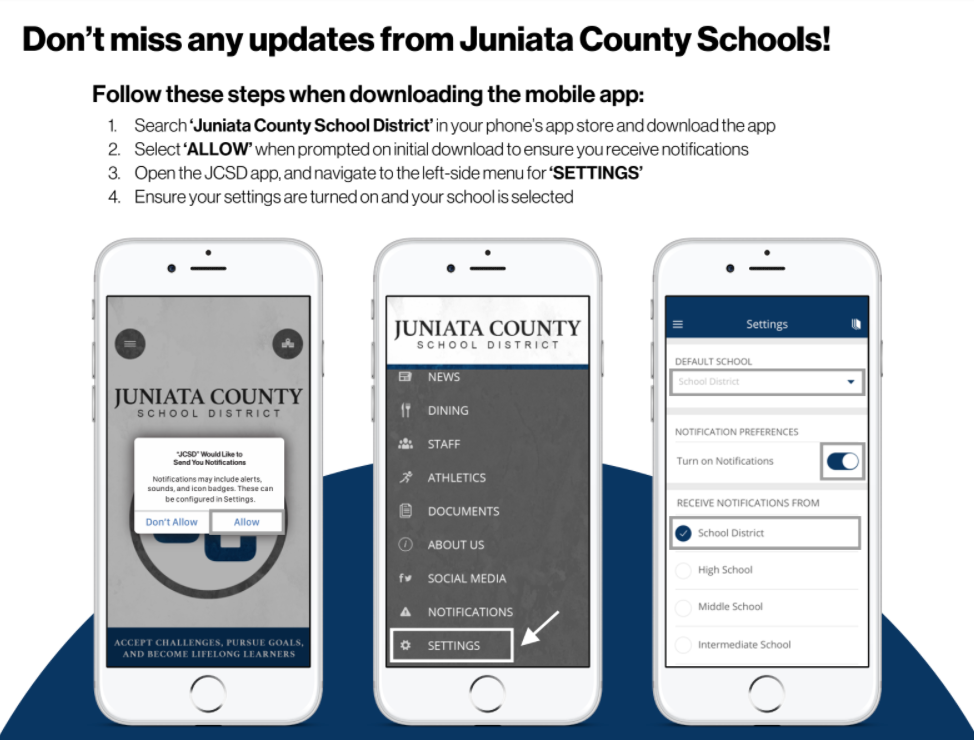 Don't miss any updates from Juniata County Schools!
Follow these steps when downloading the mobile app:
1. Search 'Juniata County School District' in your phone's app store and download the app
2. Select 'ALLOW' when prompted on initial download to ensure you receive notifications
3. Open the JCSD app, and navigate to the left-side menu for 'SETTINGS'
4. Ensure your settings are turned on and your school is selected
JUNIATA COUNTY
SCHOOL DISTRICT
"JCSD" Would Like to
Send You Notifications
Notifications may include alerts,
sounds, and icon badges. These can
be configured in Settings.
Don't Allow
Allow
ACCEPT CHALLENGES, PURSUE GOALS,
AND BECOME LIFELONG LEARNERS
JUNIATA COUNTY
SCHOOL DISTRICT
NEWS
DINING
STAFF
ATHLETICS
DOCUMENTS
ABOUT US
SOCIAL MEDIA
NOTIFICATIONS
SETTINGS
Settings
DEFAULT SCHOOL
School District
NOTIFICATION PREFERENCES
Turn on Notifications
RECEIVE NOTIFICATIONS FROM
School District
High School
Middle School
Intermediate School